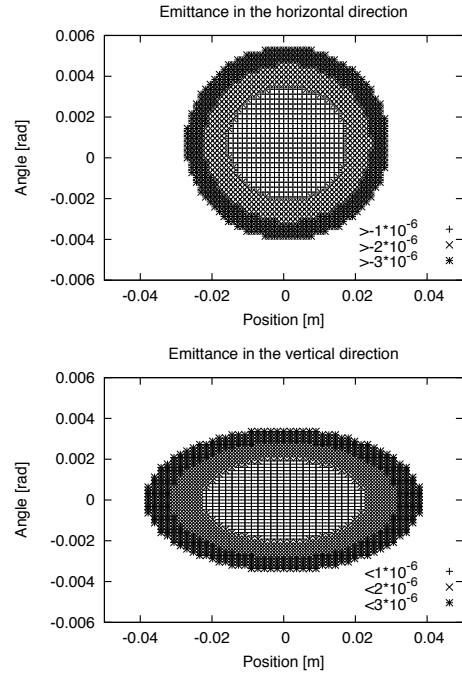 Emittance in the horizontal direction
0.006
0.004
0.002
0
-0.002
-0.004
-0.006
Angle [rad]
>-1*10^-6 +
>-2*10^-6 ×
>-3*10^-6 ∗
-0.04 -0.02 0 0.02 0.04
Position [m]
Emittance in the vertical direction
0.006
0.004
0.002
0
-0.002
-0.004
-0.006
Angle [rad]
<1*10^-6 +
<2*10^-6 ×
<3*10^-6 ∗
-0.04 -0.02 0 0.02 0.04
Position [m]